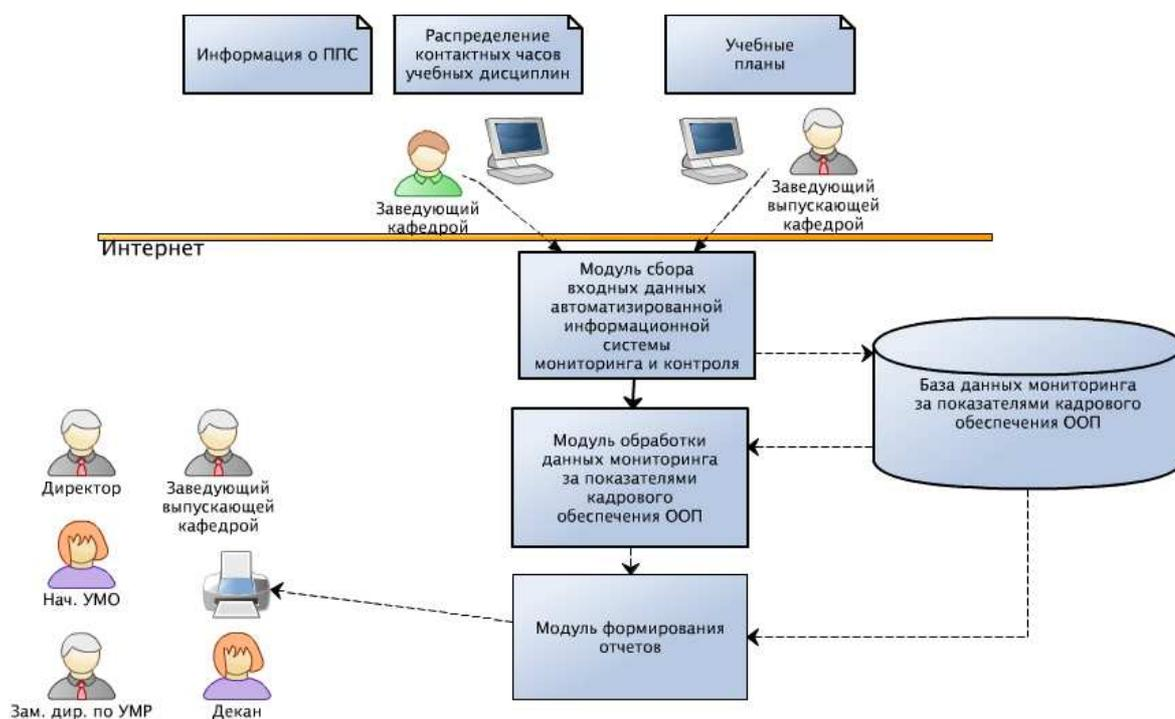 Информация о ППС
Распределение
контактных часов
учебных дисциплин
Учебные
планы
Заведующий
кафедрой
Заведующий
выпускающей
кафедрой
Интернет
Модуль сбора
входных данных
автоматизированной
информационной
системы
мониторинга и контроля
База данных мониторинга
за показателями кадрового
обеспечения ООП
Модуль обработки
данных мониторинга
за показателями
кадрового
обеспечения ООП
Директор
Заведующий
выпускающей
кафедрой
Нач. УМО
Модуль формирования
отчетов
Зам. дир. по УМР
Декан